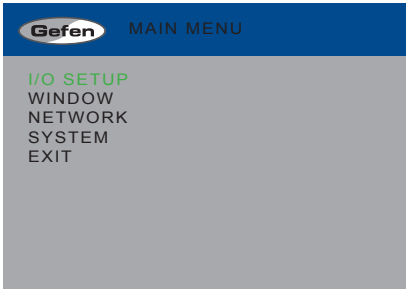 Gefen MAIN MENU
I/O SETUP
WINDOW
NETWORK
SYSTEM
EXIT